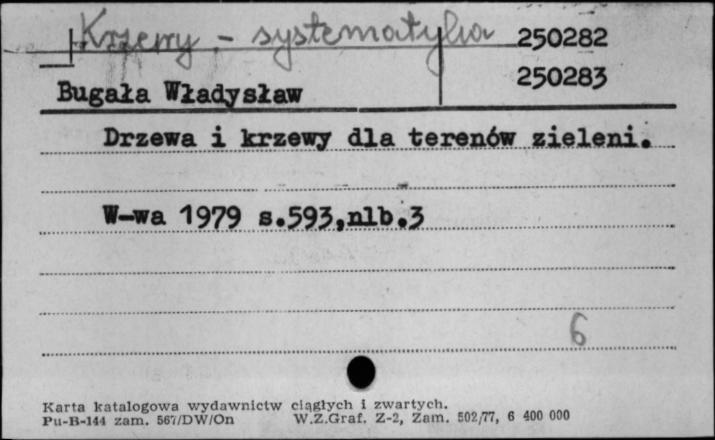 Krzewy - systematyka 250282
250283
Bugała Władysław
Drzewa i krzewy dla terenów zieleni.
W-wa 1979 s.593,nlb.3
6
Karta katalogowa wydawnictw ciągłych i zwartych.
Pu-B-144 zam. 567/DW/On W.Z.Graf. Z-2, Zam. 502/77, 6 400 000